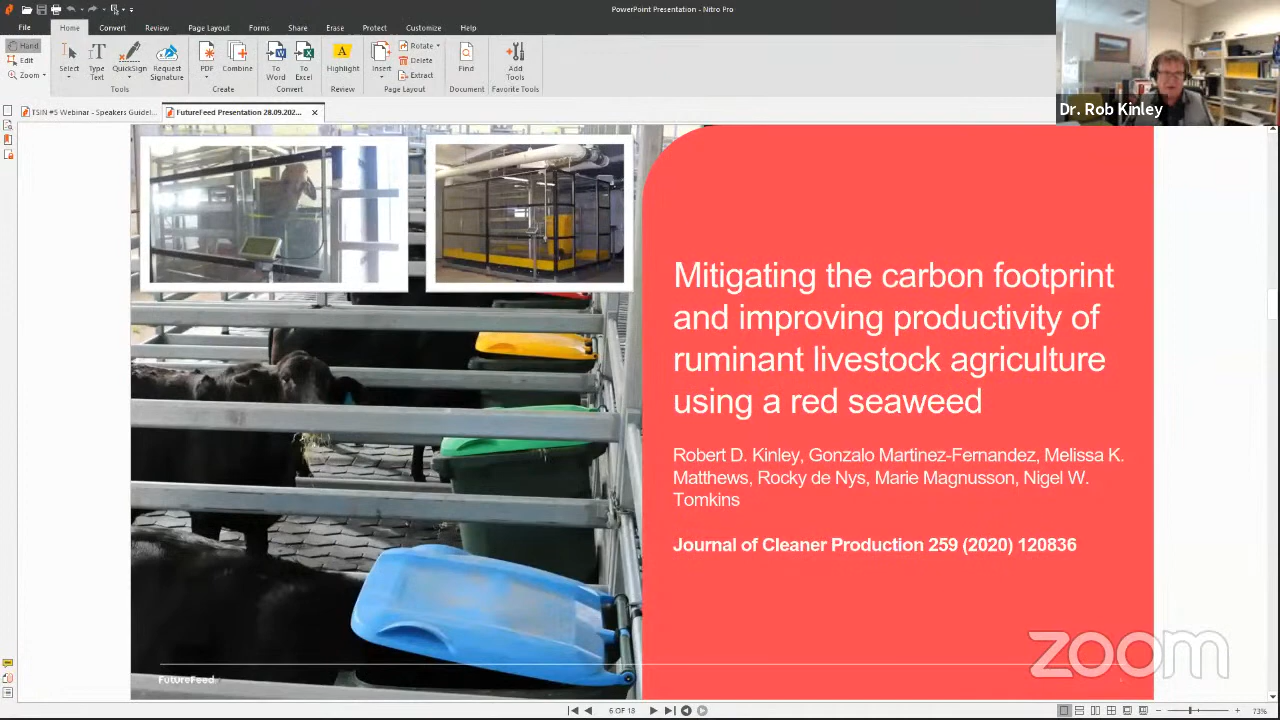 PowerPoint Presentation - Nitro Pro
File
Home
Review
Page Layout
Forms
Share
Erase
Protect
Customize
Help
Hand
Edit
Zoom
Select
Type Text
QuickSign
Request Signature
PDF
Combine
Convert
To Word
To Excel
Highlight
Insert
Rotate
Delete
Extract
Page Layout
Find
Add Tools
Favorite Tools
Dr. Rob Kinley
TSIN #5 Webinar - Speakers Guidel...
FutureFeed Presentation 28.09.202...
Mitigating the carbon footprint
and improving productivity of
ruminant livestock agriculture
using a red seaweed
Robert D. Kinley, Gonzalo Martinez-Fernandez, Melissa K.
Matthews, Rocky de Nys, Marie Magnusson, Nigel W.
Tomkins
Journal of Cleaner Production 259 (2020) 120836
FutureFeed
zoom
6 OF 18
73%